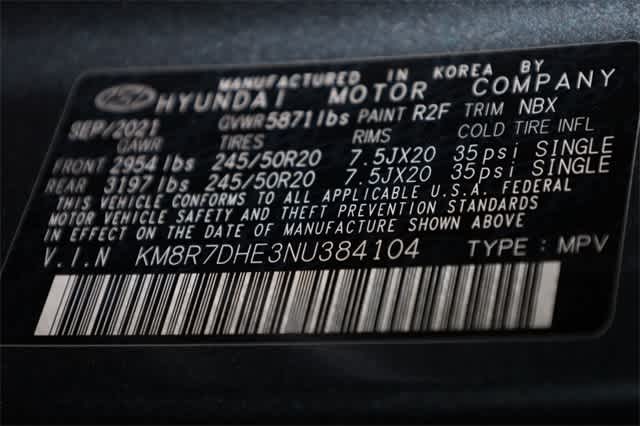 MANUFACTURED IN KOREA BY
HYUNDAI MOTOR COMPANY
SEP/2021 GVWR 5871lbs PAINT R2F TRIM NBX
GAWR TIRES RIMS COLD TIRE INFL
FRONT 2954 lbs 245/50R20 7.5JX20 35psi SINGLE
REAR 3197 lbs 245/50R20 7.5JX20 35psi SINGLE
THIS VEHICLE CONFORMS TO ALL APPLICABLE U.S.A. FEDERAL
MOTOR VEHICLE SAFETY AND THEFT PREVENTION STANDARDS
IN EFFECT ON THE DATE OF MANUFACTURE SHOWN ABOVE
V.I.N KM8R7DHE3NU384104 TYPE: MPV